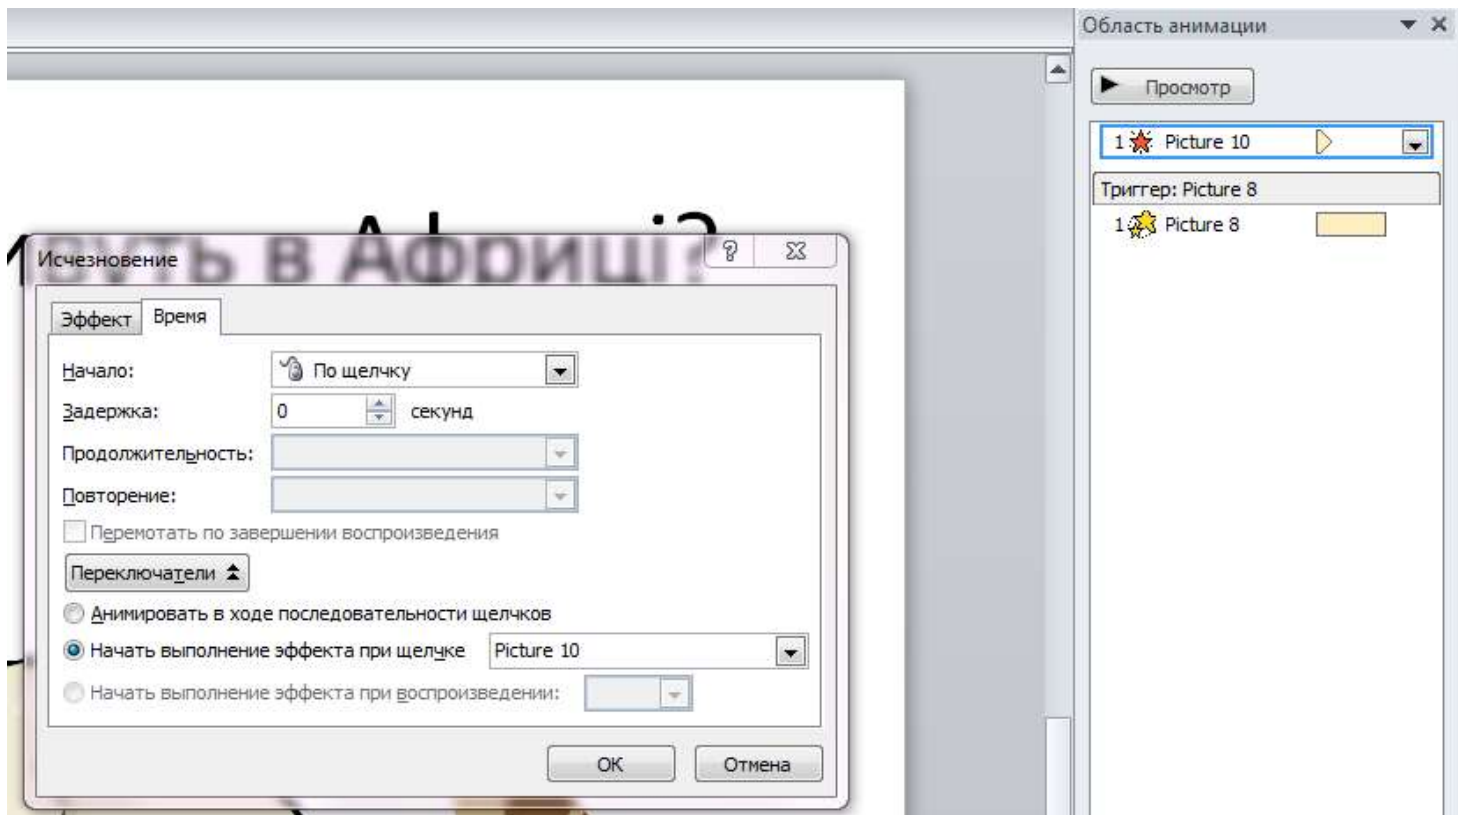 Область анимации
Просмотр
1 Picture 10
Триггер: Picture 8
1 Picture 8
в Африці?
Исчезновение
Эффект
Время
Начало:
По щелчку
Задержка:
0
секунд
Продолжительность:
Повторение:
Перемотать по завершении воспроизведения
Переключатели
Анимировать в ходе последовательности щелчков
Начать выполнение эффекта при щелчке
Picture 10
Начать выполнение эффекта при воспроизведении:
ОК
Отмена